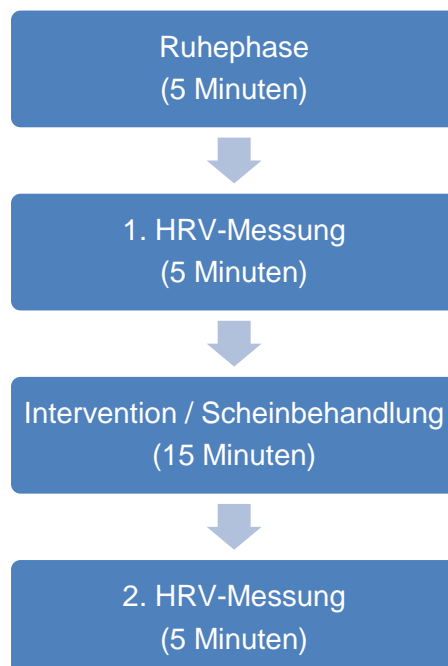 Ruhephase
(5 Minuten)
1. HRV-Messung
(5 Minuten)
Intervention / Scheinbehandlung
(15 Minuten)
2. HRV-Messung
(5 Minuten)